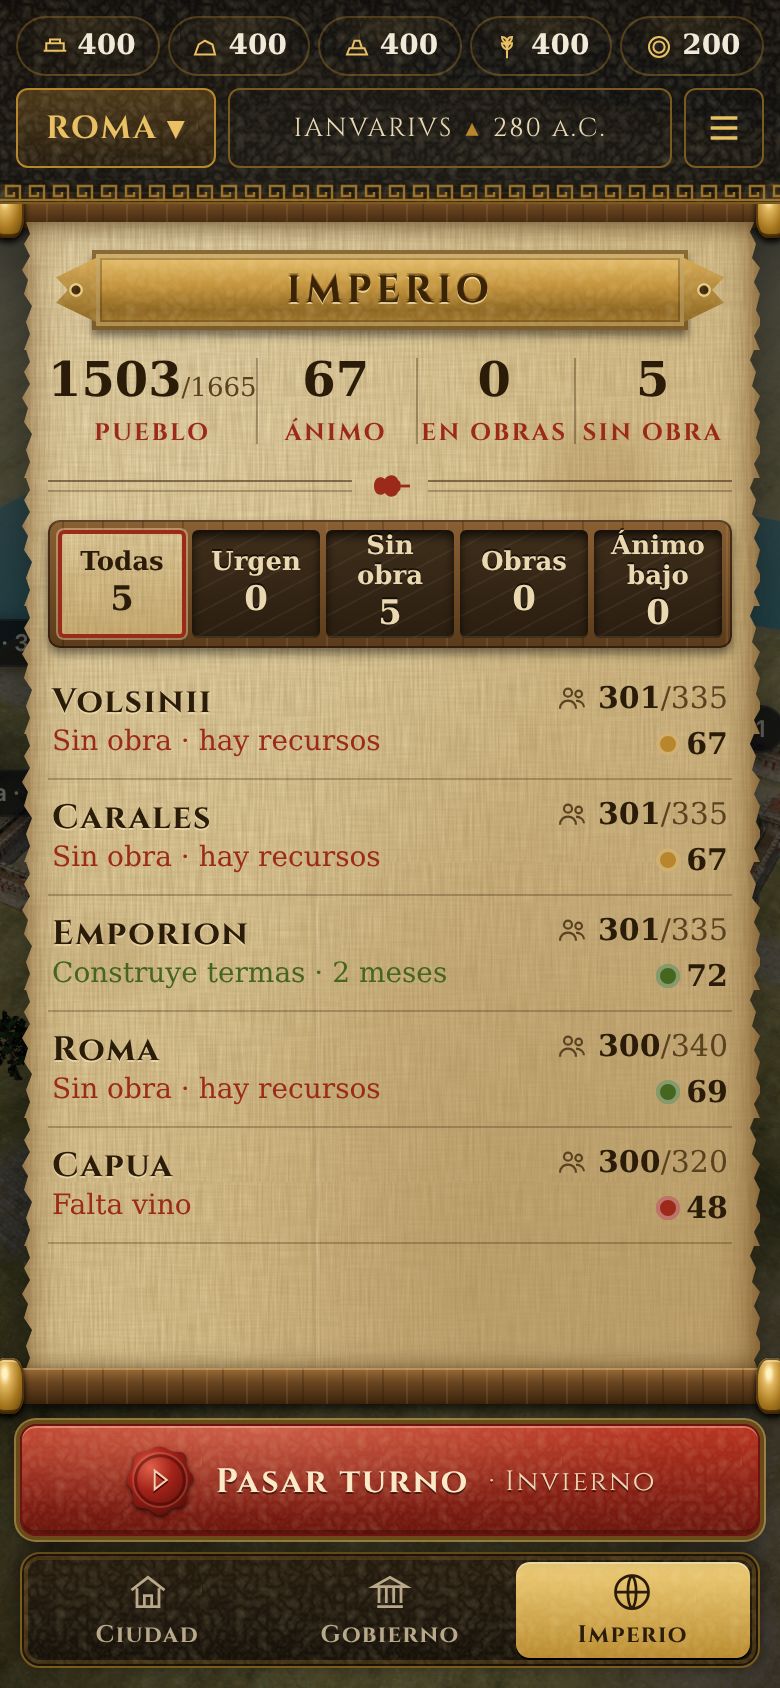 400 400 400 400 200
ROMA ▼ IANVARIVS ▲ 280 A.C.
IMPERIO
1503/1665 67 0 5
PUEBLO ÁNIMO EN OBRAS SIN OBRA
Todas 5
Urgen 0
Sin obra 5
Obras 0
Ánimo bajo 0
VOLSINII 301/335
Sin obra · hay recursos 67
CARALES 301/335
Sin obra · hay recursos 67
EMPORION 301/335
Construye termas · 2 meses 72
ROMA 300/340
Sin obra · hay recursos 69
CAPUA 300/320
Falta vino 48
PASAR TURNO · INVIERNO
CIUDAD GOBIERNO IMPERIO